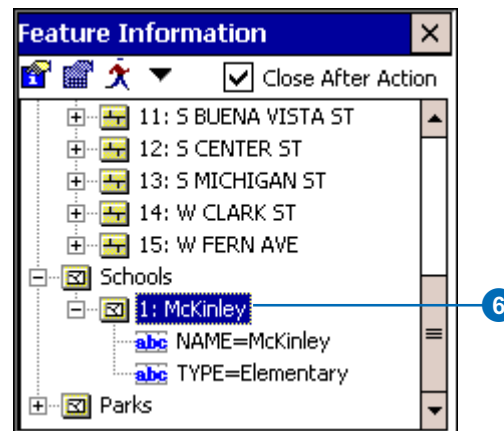 Feature Information
Close After Action
11: S BUENA VISTA ST
12: S CENTER ST
13: S MICHIGAN ST
14: W CLARK ST
15: W FERN AVE
Schools
1: McKinley
6
abc NAME=McKinley
abc TYPE=Elementary
Parks